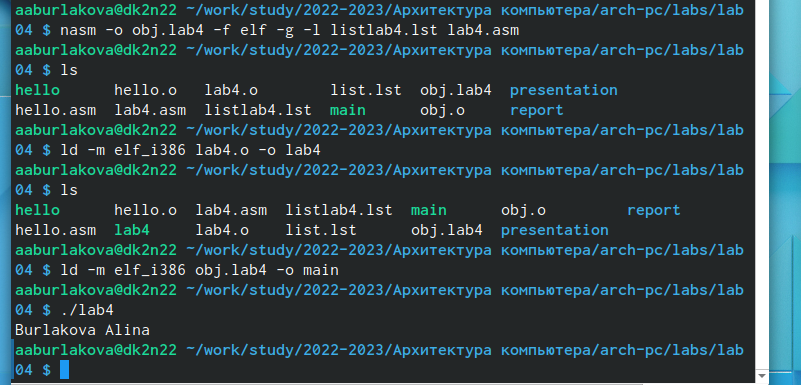 aaburlakova@dk2n22 ~/work/study/2022-2023/Архитектура компьютера/arch-pc/labs/lab
04 $ nasm -o obj.lab4 -f elf -g -l listlab4.lst lab4.asm
aaburlakova@dk2n22 ~/work/study/2022-2023/Архитектура компьютера/arch-pc/labs/lab
04 $ ls
hello      hello.o   lab4.o        list.lst  obj.lab4  presentation
hello.asm  lab4.asm  listlab4.lst  main      obj.o     report
aaburlakova@dk2n22 ~/work/study/2022-2023/Архитектура компьютера/arch-pc/labs/lab
04 $ ld -m elf_i386 lab4.o -o lab4
aaburlakova@dk2n22 ~/work/study/2022-2023/Архитектура компьютера/arch-pc/labs/lab
04 $ ls
hello      hello.o  lab4.asm  listlab4.lst  main      obj.o         report
hello.asm  lab4     lab4.o    list.lst      obj.lab4  presentation
aaburlakova@dk2n22 ~/work/study/2022-2023/Архитектура компьютера/arch-pc/labs/lab
04 $ ld -m elf_i386 obj.lab4 -o main
aaburlakova@dk2n22 ~/work/study/2022-2023/Архитектура компьютера/arch-pc/labs/lab
04 $ ./lab4
Burlakova Alina
aaburlakova@dk2n22 ~/work/study/2022-2023/Архитектура компьютера/arch-pc/labs/lab
04 $